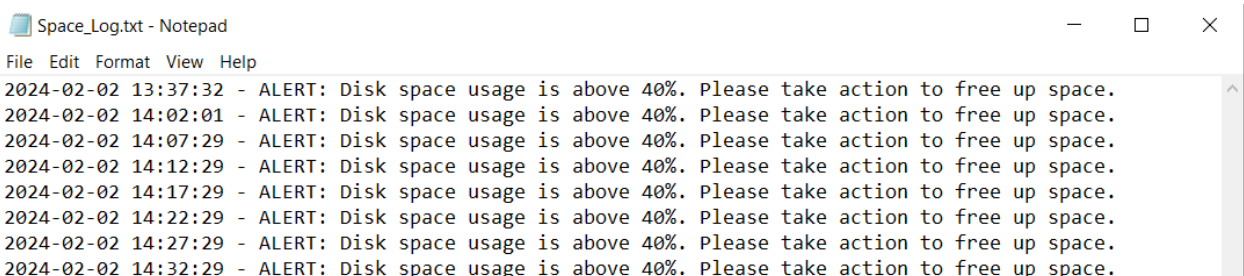 Space_Log.txt - Notepad
File Edit Format View Help
2024-02-02 13:37:32 - ALERT: Disk space usage is above 40%. Please take action to free up space.
2024-02-02 14:02:01 - ALERT: Disk space usage is above 40%. Please take action to free up space.
2024-02-02 14:07:29 - ALERT: Disk space usage is above 40%. Please take action to free up space.
2024-02-02 14:12:29 - ALERT: Disk space usage is above 40%. Please take action to free up space.
2024-02-02 14:17:29 - ALERT: Disk space usage is above 40%. Please take action to free up space.
2024-02-02 14:22:29 - ALERT: Disk space usage is above 40%. Please take action to free up space.
2024-02-02 14:27:29 - ALERT: Disk space usage is above 40%. Please take action to free up space.
2024-02-02 14:32:29 - ALERT: Disk space usage is above 40%. Please take action to free up space.